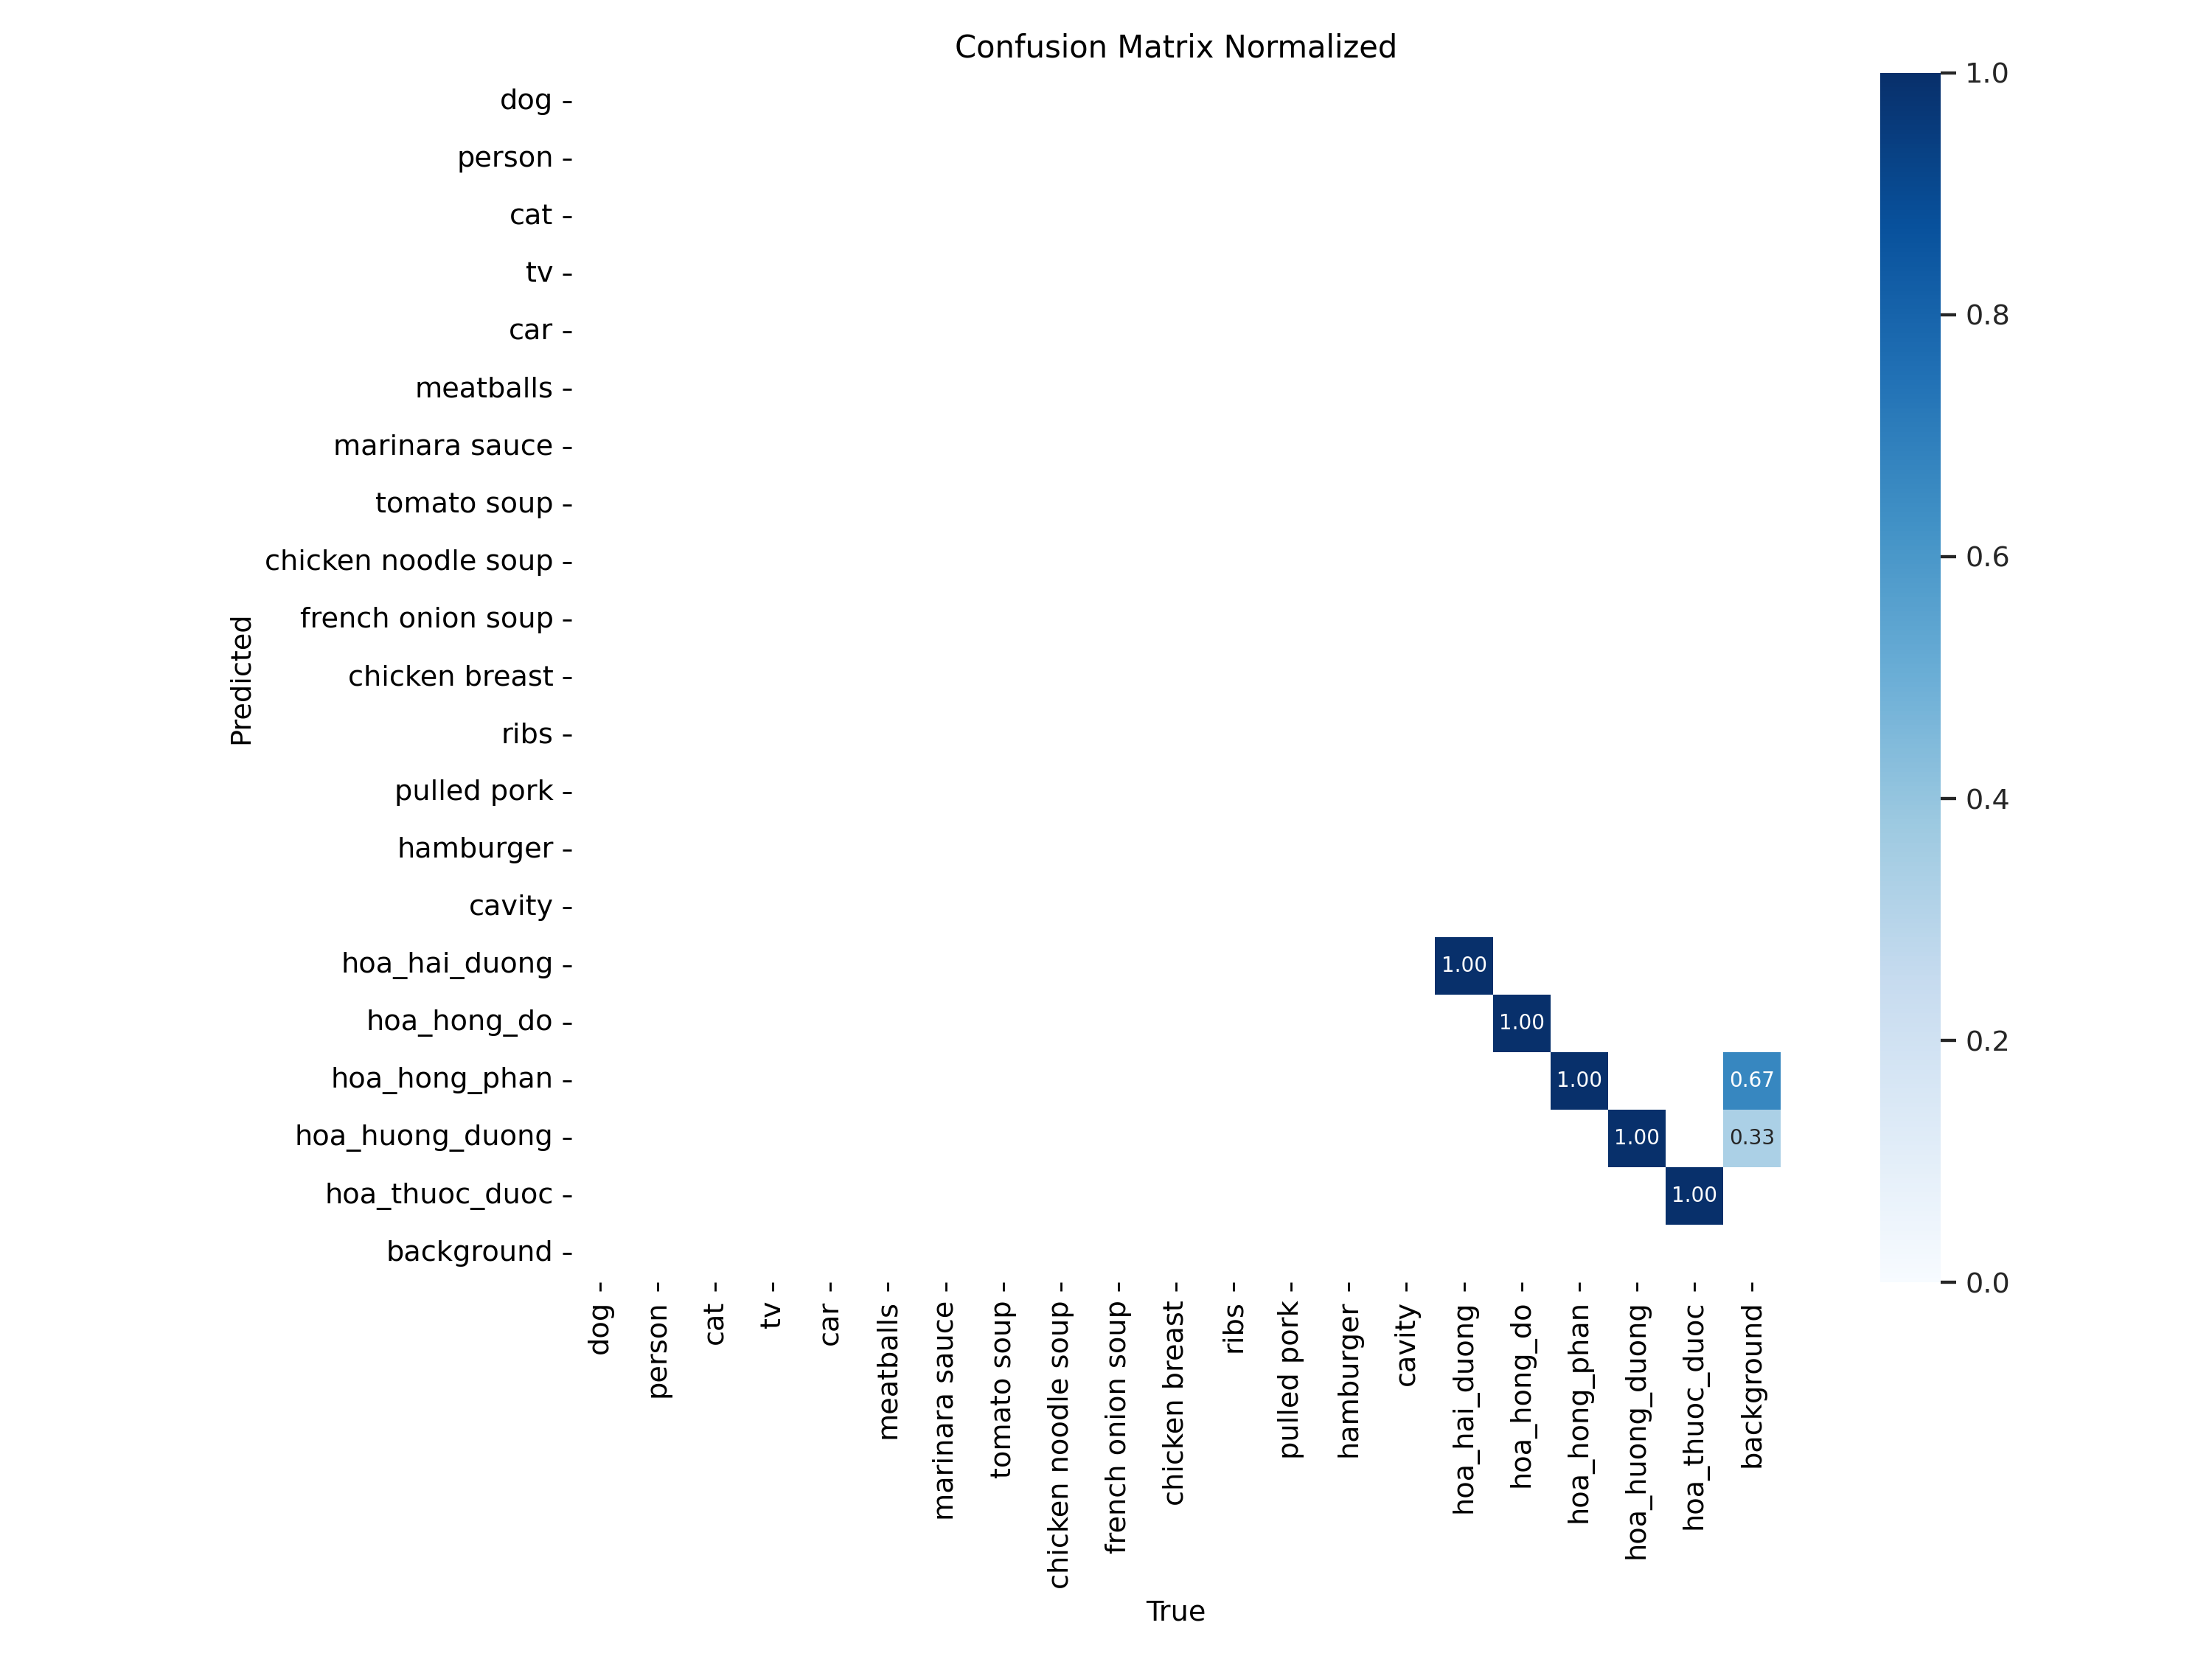 Confusion Matrix Normalized
dog
person
cat
tv
car
meatballs
marinara sauce
tomato soup
chicken noodle soup
french onion soup
chicken breast
ribs
pulled pork
hamburger
cavity
hoa_hai_duong
hoa_hong_do
hoa_hong_phan
hoa_huong_duong
hoa_thuoc_duoc
background
Predicted
1.00
1.00
1.00 0.67
1.00 0.33
1.00
dog
person
cat
tv
car
meatballs
marinara sauce
tomato soup
chicken noodle soup
french onion soup
chicken breast
ribs
pulled pork
hamburger
cavity
hoa_hai_duong
hoa_hong_do
hoa_hong_phan
hoa_huong_duong
hoa_thuoc_duoc
background
True
1.0
0.8
0.6
0.4
0.2
0.0